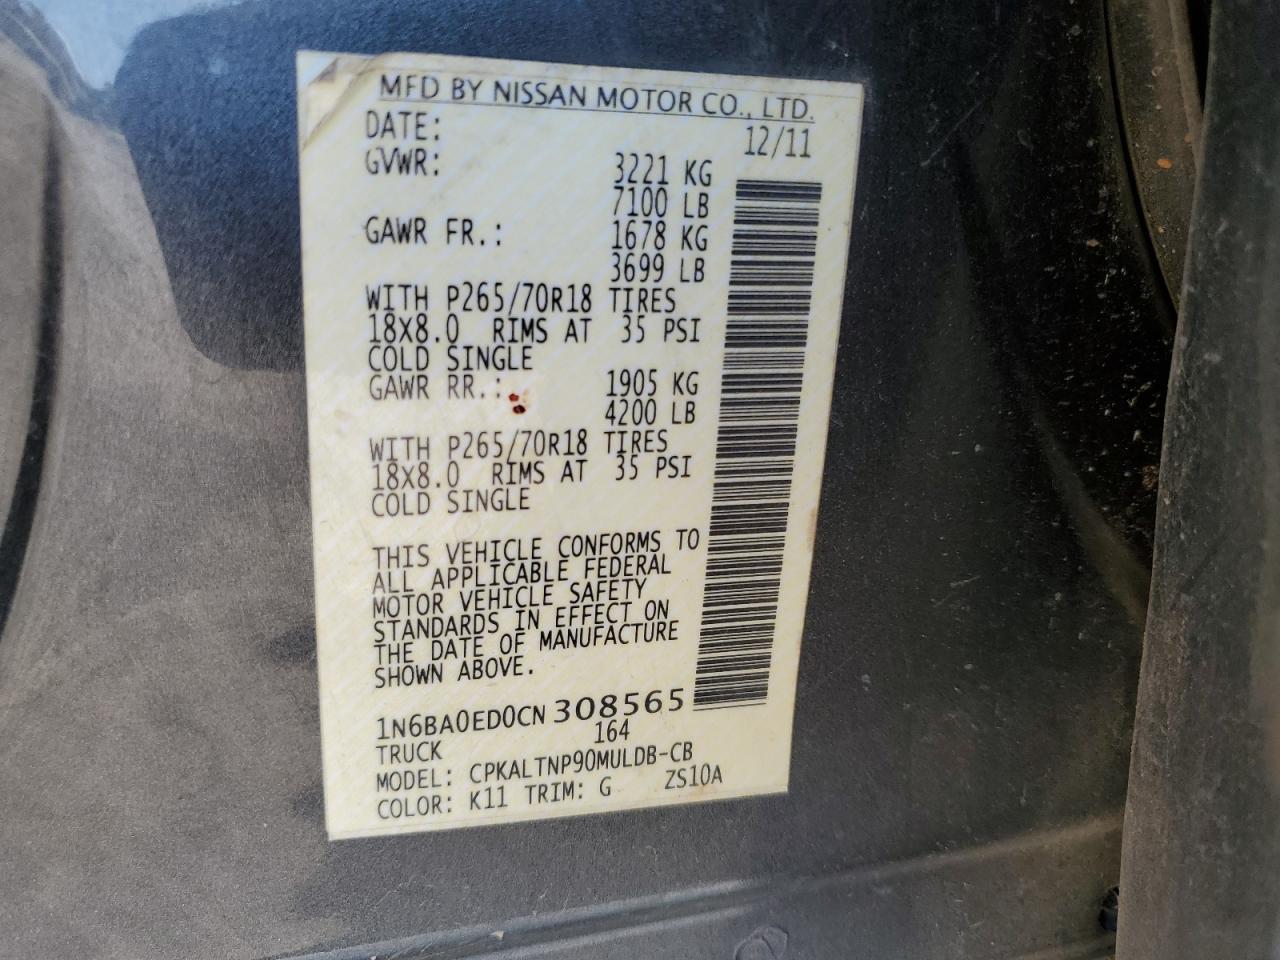 MFD BY NISSAN MOTOR CO., LTD.
DATE: 12/11
GVWR: 3221 KG
7100 LB
GAWR FR.: 1678 KG
3699 LB
WITH P265/70R18 TIRES
18X8.0 RIMS AT 35 PSI
COLD SINGLE
GAWR RR.: 1905 KG
4200 LB
WITH P265/70R18 TIRES
18X8.0 RIMS AT 35 PSI
COLD SINGLE
THIS VEHICLE CONFORMS TO
ALL APPLICABLE FEDERAL
MOTOR VEHICLE SAFETY
STANDARDS IN EFFECT ON
THE DATE OF MANUFACTURE
SHOWN ABOVE.
1N6BA0ED0CN 308565
TRUCK 164
MODEL: CPKALTNP90MULDB-CB
COLOR: K11 TRIM: G ZS10A